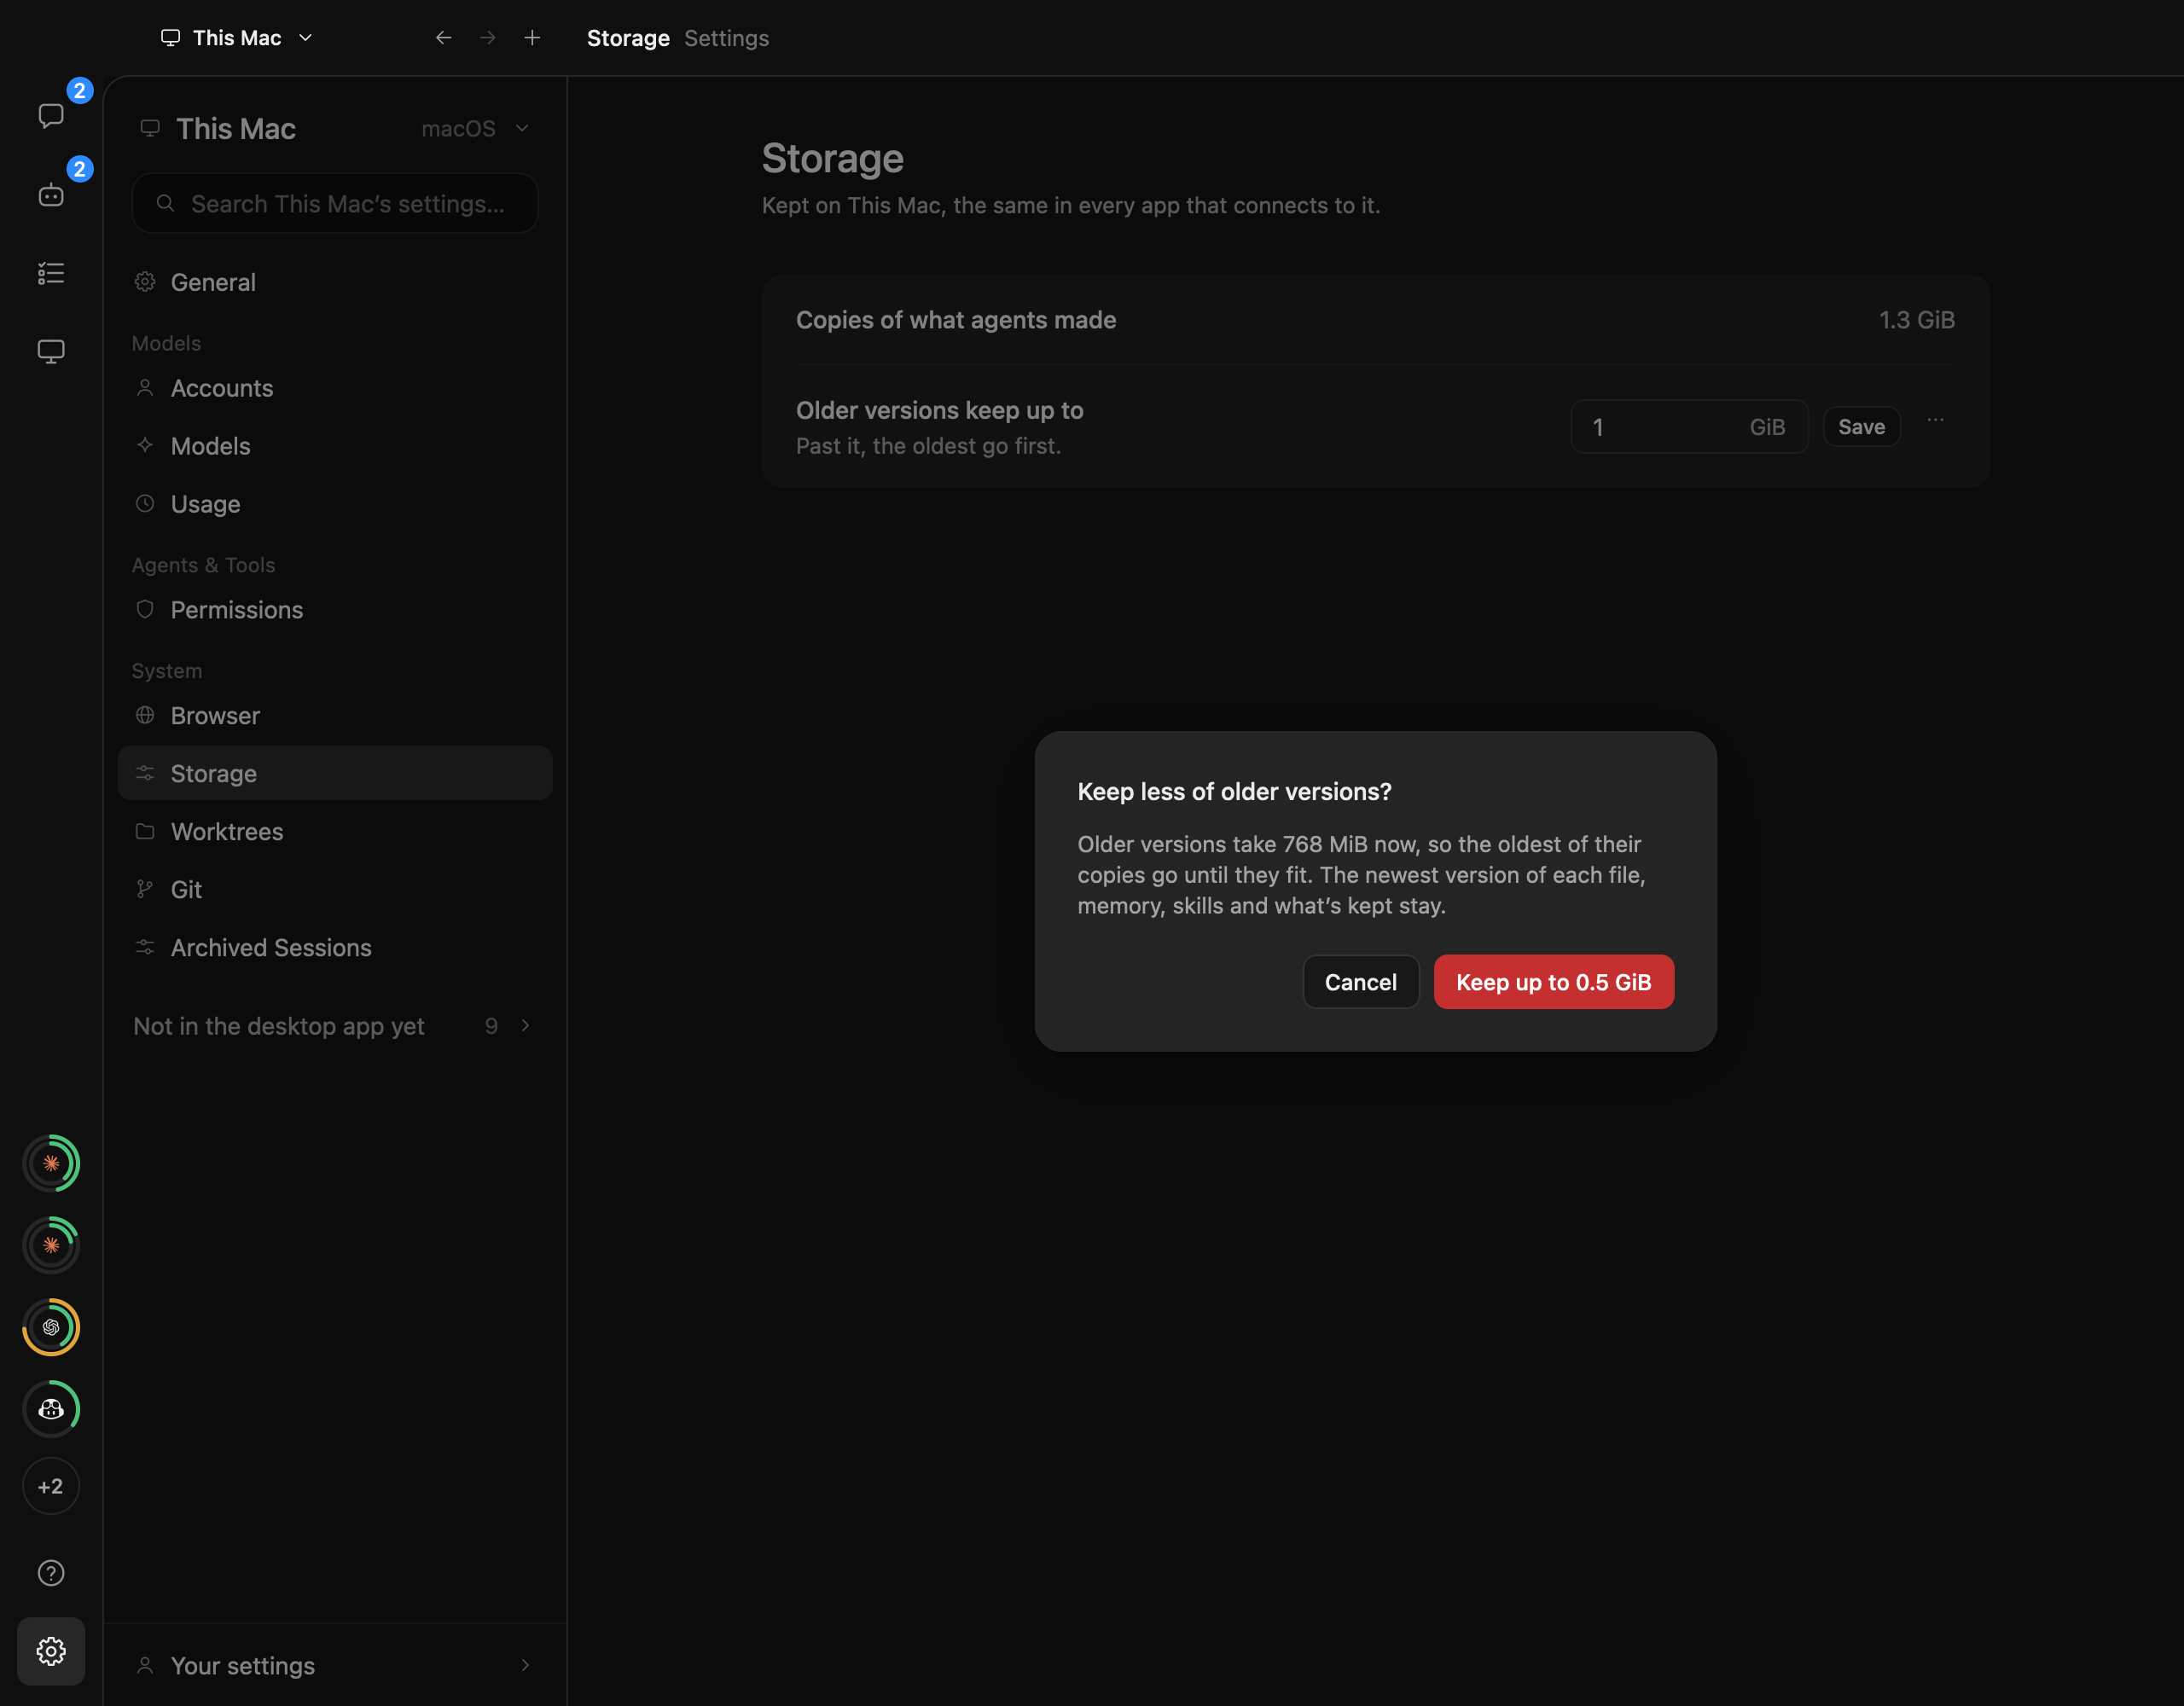 This Mac
Storage Settings
2
2
This Mac macOS
Search This Mac’s settings...
General
Models
Accounts
Models
Usage
Agents & Tools
Permissions
System
Browser
Storage
Worktrees
Git
Archived Sessions
Not in the desktop app yet 9
+2
Your settings
Storage
Kept on This Mac, the same in every app that connects to it.
Copies of what agents made 1.3 GiB
Older versions keep up to
Past it, the oldest go first.
1 GiB Save
Keep less of older versions?
Older versions take 768 MiB now, so the oldest of their
copies go until they fit. The newest version of each file,
memory, skills and what’s kept stay.
Cancel Keep up to 0.5 GiB